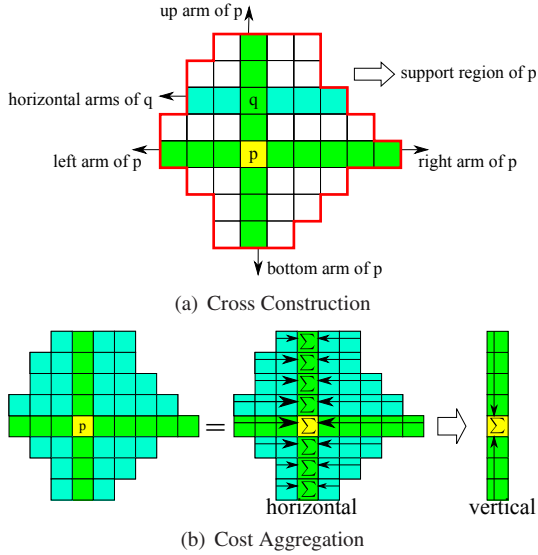 up arm of p
support region of p
horizontal arms of q
q
left arm of p
p
right arm of p
bottom arm of p
(a) Cross Construction
Σ
Σ
Σ
Σ
p = Σ Σ
Σ
Σ
Σ
horizontal vertical
(b) Cost Aggregation